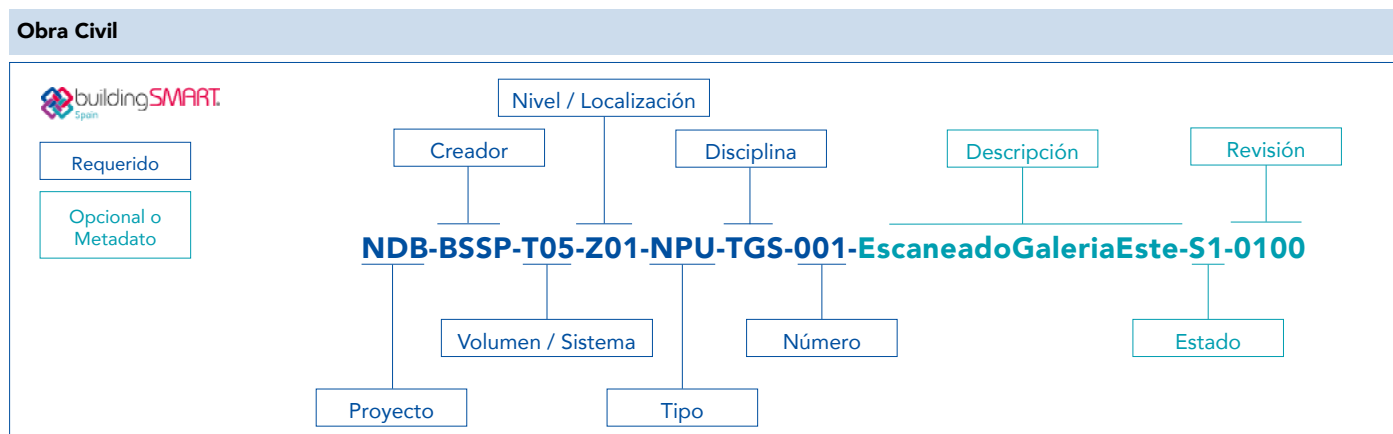 Obra Civil
buildingSMART.
Spain
Nivel / Localización
Creador
Disciplina
Descripción
Revisión
Requerido
Opcional o
Metadato
NDB-BSSP-T05-Z01-NPU-TGS-001-EscaneadoGaleriaEste-S1-0100
Volumen / Sistema
Número
Estado
Proyecto
Tipo